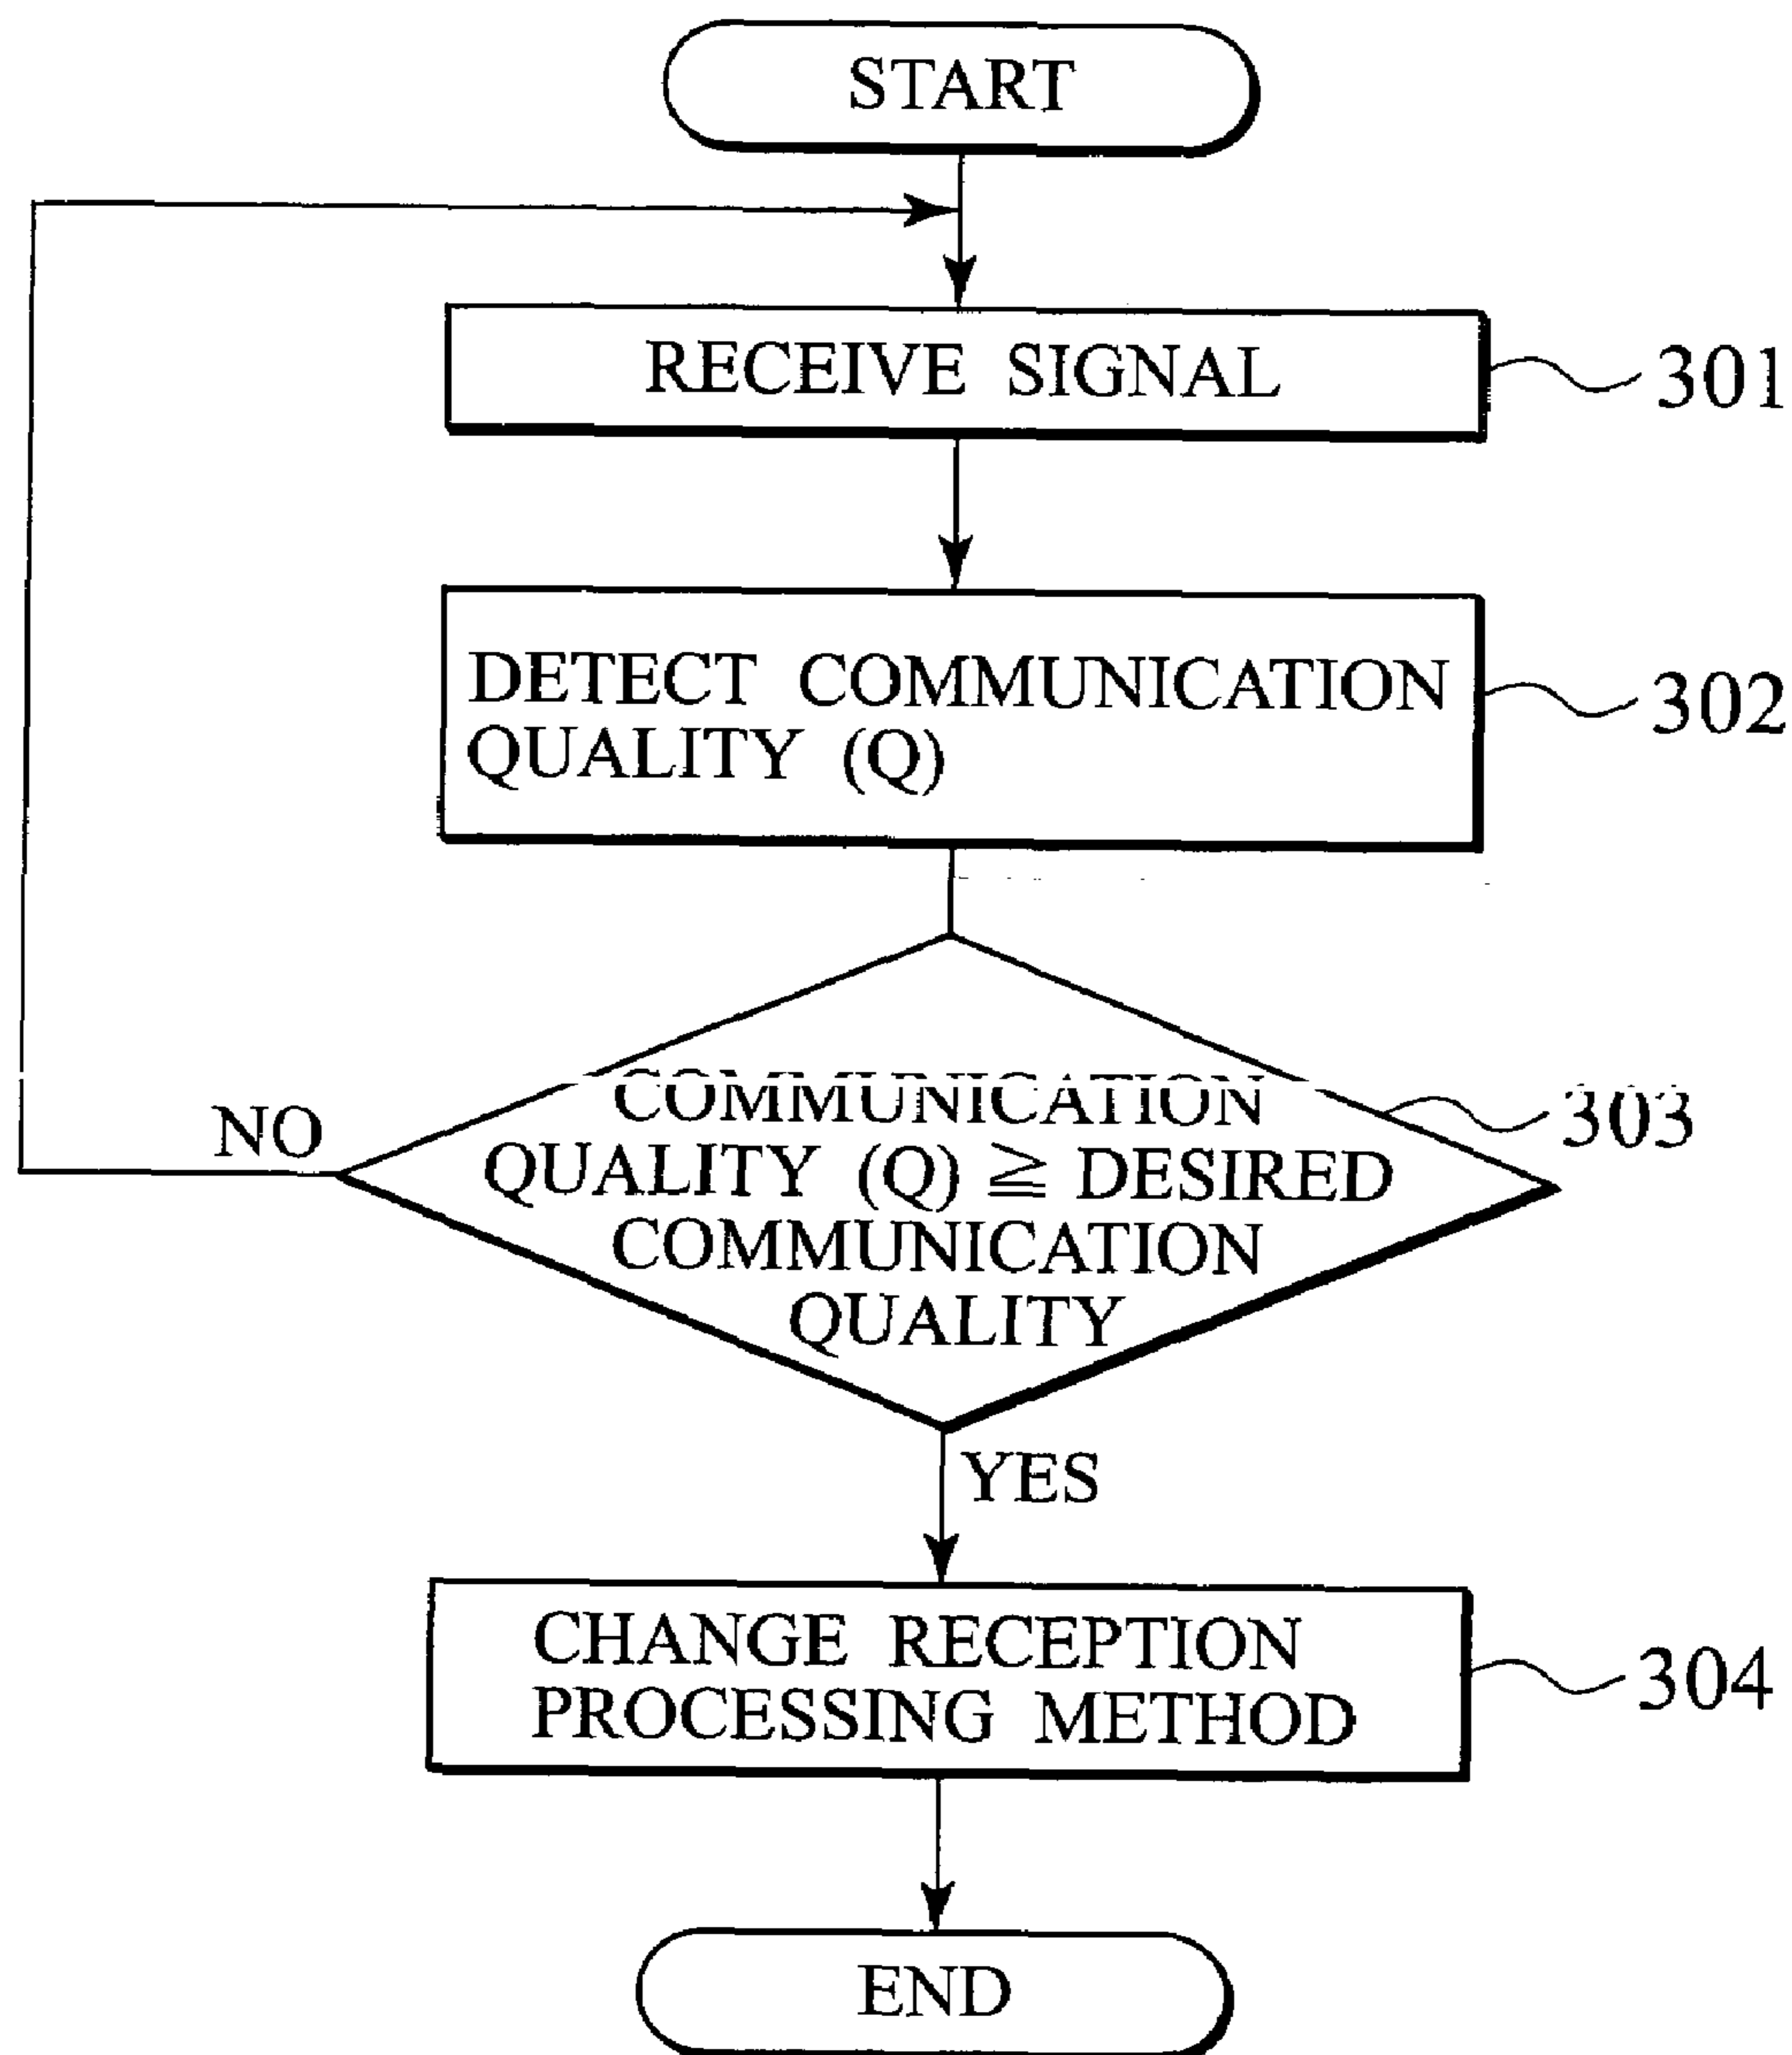 START
RECEIVE SIGNAL
301
DETECT COMMUNICATION
QUALITY (Q)
302
COMMUNICATION
QUALITY (Q) ≧ DESIRED
COMMUNICATION
QUALITY
303
NO
YES
CHANGE RECEPTION
PROCESSING METHOD
304
END